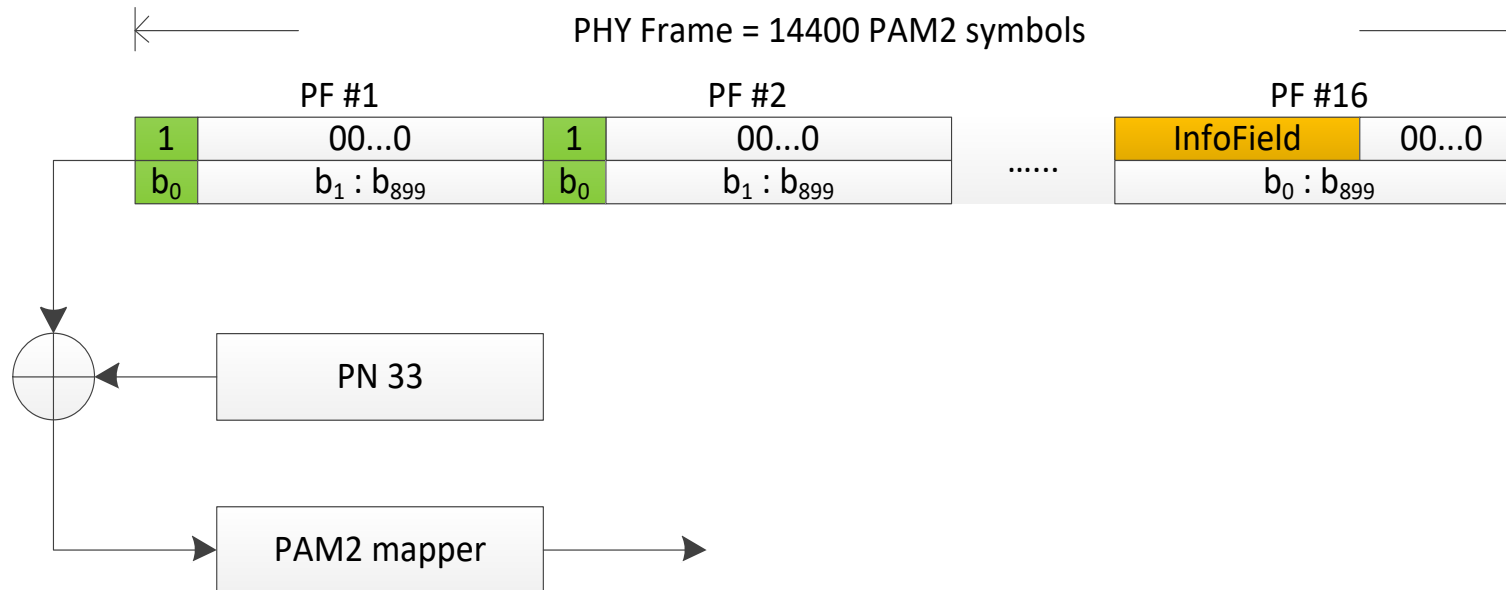 PHY Frame = 14400 PAM2 symbols
PF #1 PF #2 PF #16
1 00...0 1 00...0 InfoField 00...0
b₀ b₁ : b₈₉₉ b₀ b₁ : b₈₉₉ ...... b₀ : b₈₉₉
PN 33
PAM2 mapper